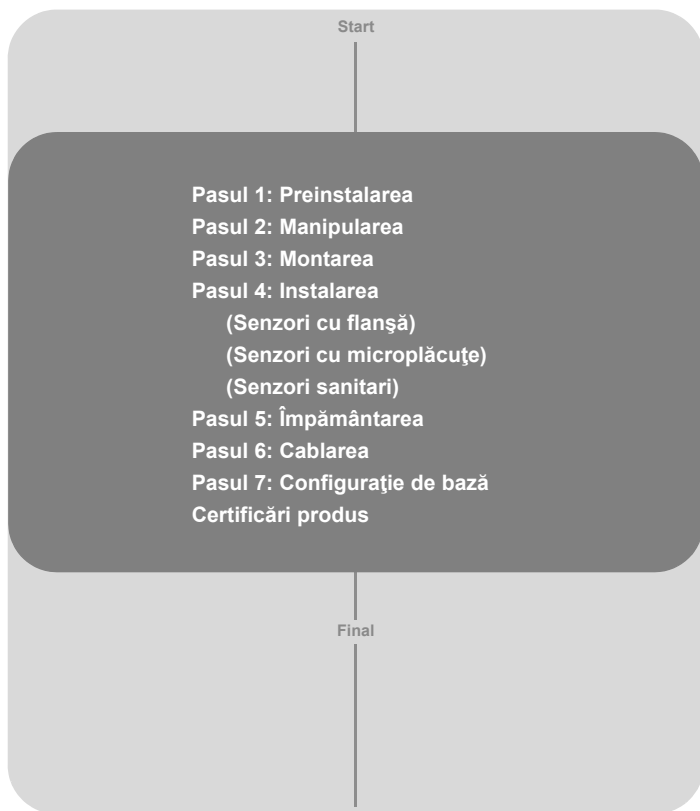 Start
Pasul 1: Preinstalarea
Pasul 2: Manipularea
Pasul 3: Montarea
Pasul 4: Instalarea
(Senzori cu flanşă)
(Senzori cu microplăcuţe)
(Senzori sanitari)
Pasul 5: Împământarea
Pasul 6: Cablarea
Pasul 7: Configuraţie de bază
Certificări produs
Final